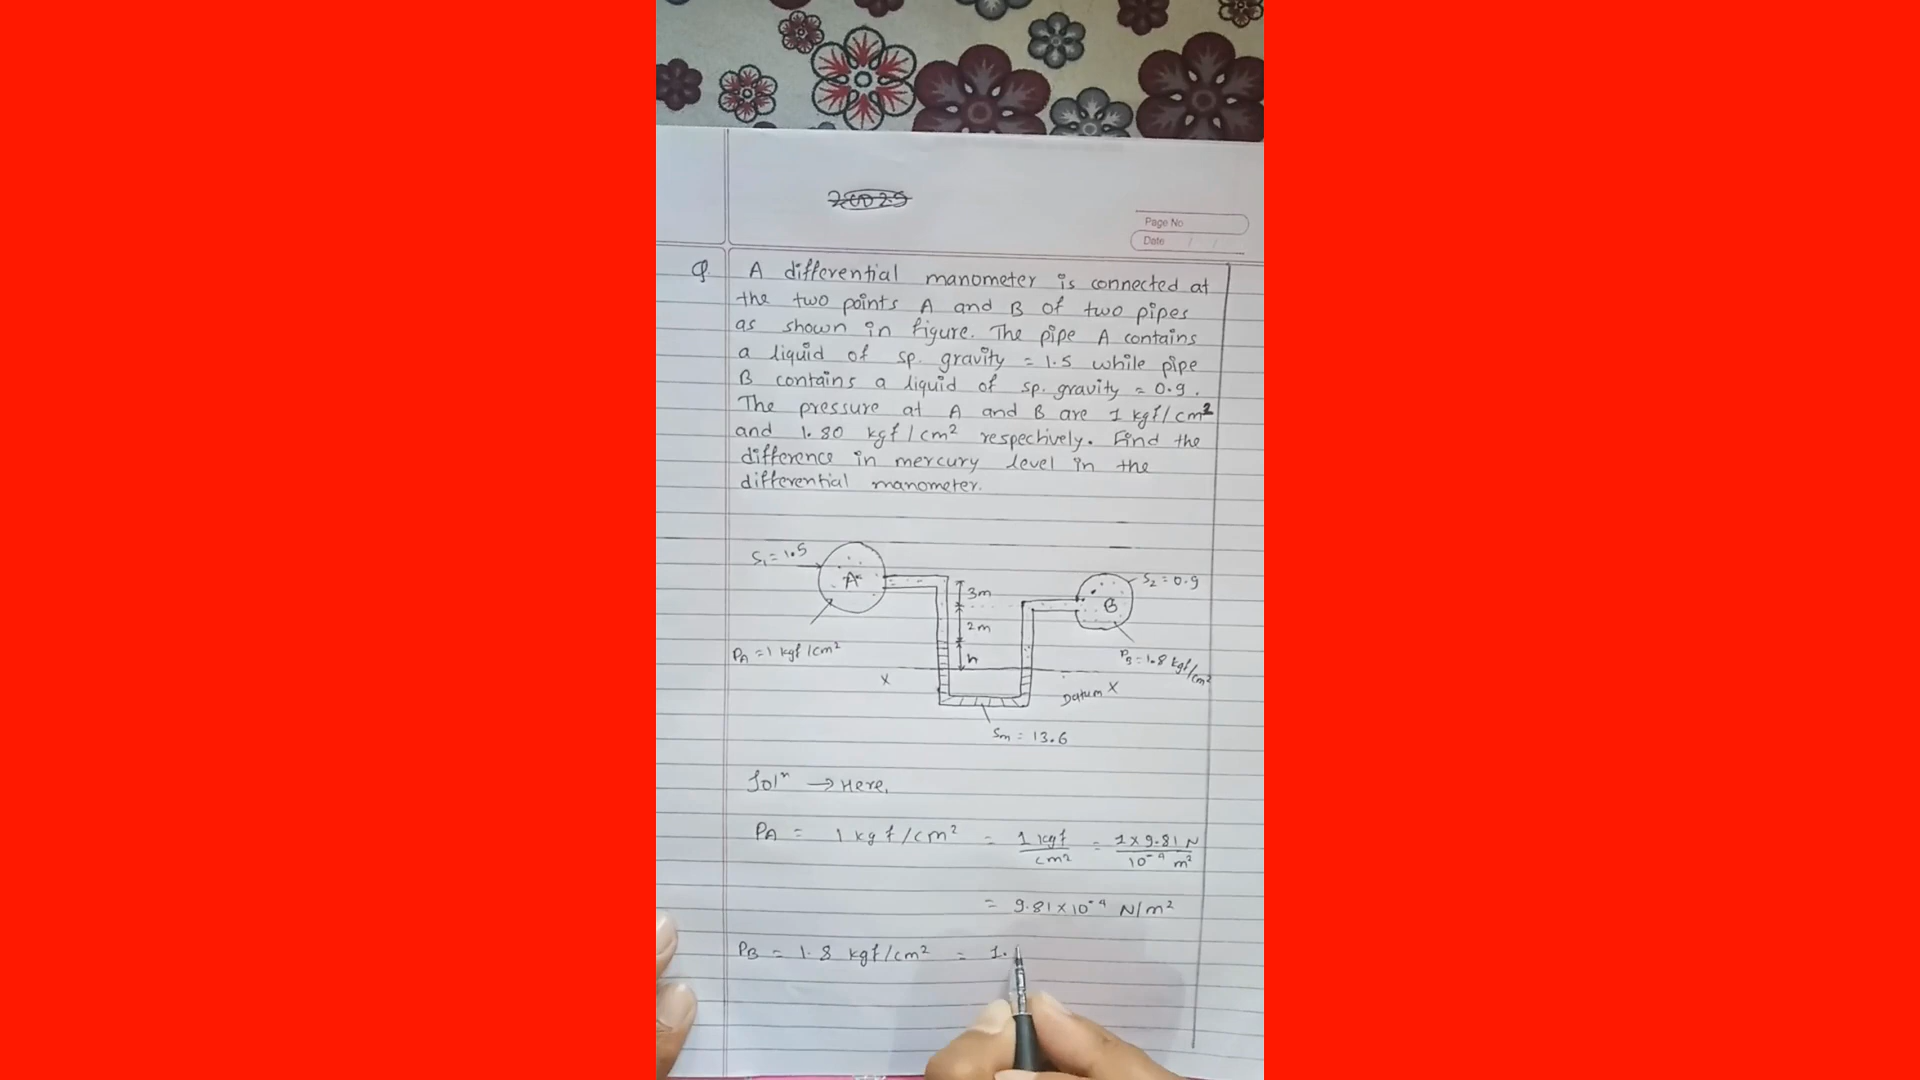 Page No
Date / /
Q. A differential manometer is connected at
the two points A and B of two pipes
as shown in figure. The pipe A contains
a liquid of sp. gravity = 1.5 while pipe
B contains a liquid of sp. gravity = 0.9.
The pressure at A and B are 1 kgf/cm²
and 1.80 kgf/cm² respectively. Find the
difference in mercury level in the
differential manometer.
S₁ = 1.5
A
3m
S₂ = 0.9
B
2m
h
PA = 1 kgf/cm²
PB = 1.8 kgf/cm²
X
Datum X
Sm = 13.6
Solⁿ → Here,
PA = 1 kgf/cm² = 1 kgf/cm² = 1 × 9.81 N/10⁻⁴ m²
= 9.81 × 10⁻⁴ N/m²
PB = 1.8 kgf/cm² = 1.